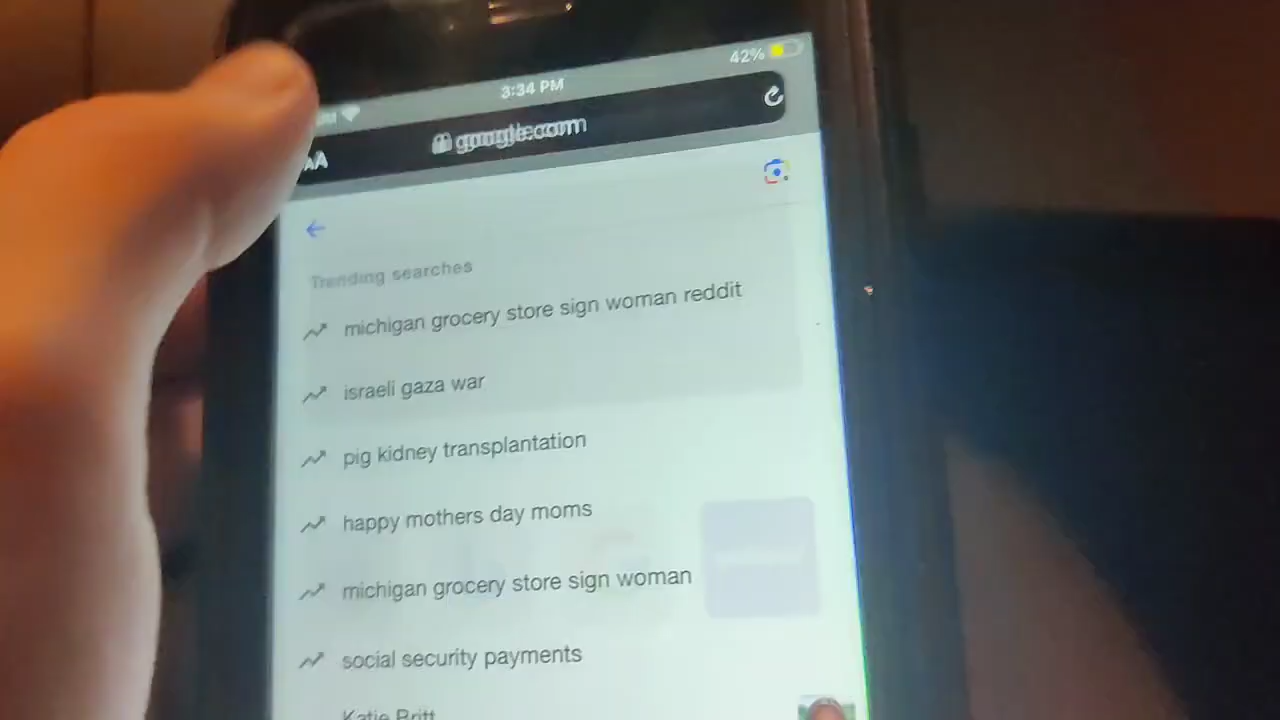 42%
3:34 PM
AA
google.com
Trending searches
michigan grocery store sign woman reddit
israeli gaza war
pig kidney transplantation
happy mothers day moms
michigan grocery store sign woman
social security payments
Katie Britt